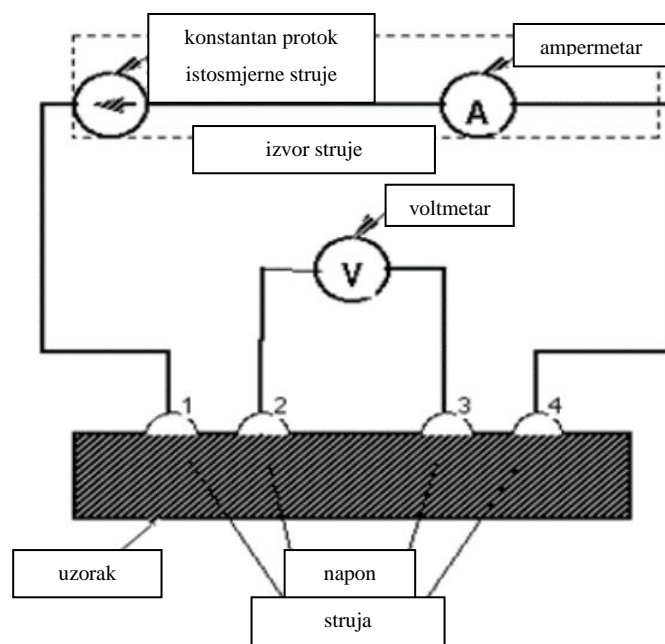 konstantan protok
istosmjerne struje
ampermetar
A
izvor struje
voltmetar
V
1
2
3
4
uzorak
napon
struja